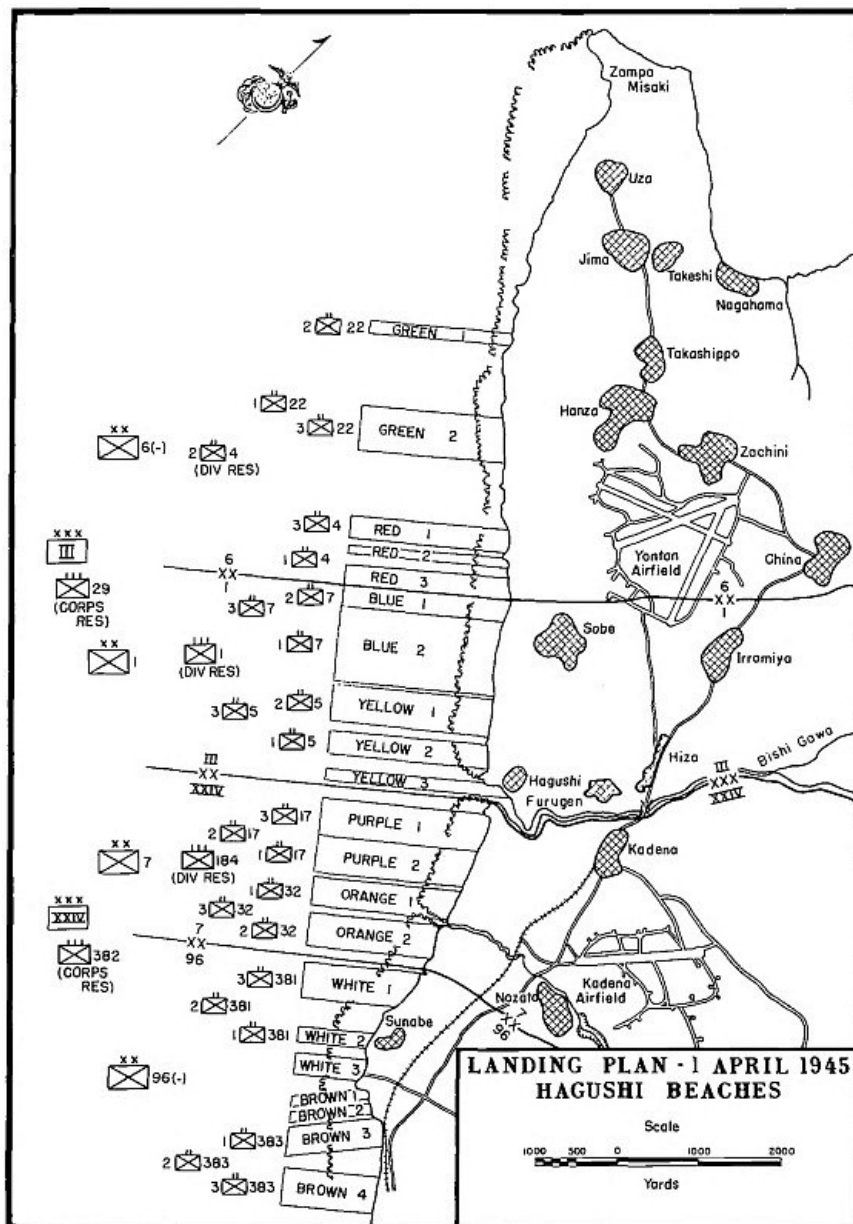 Zampa
Misaki
Uza
Jima
Takeshi
Nagahama
2 22
GREEN 1
Takashippo
1 22
3 22
GREEN 2
Hanza
Zachini
XX
6(-)
2 4
(DIV RES)
3 4
RED 1
1 4
RED 2
RED 3
Yontan
Airfield
China
XXX
III
29
(CORPS
RES)
6
XX
1
6
XX
1
3 7
2 7
BLUE 1
1 7
BLUE 2
Sobe
Irramiya
XX
1
1
(DIV RES)
3 5
2 5
YELLOW 1
1 5
YELLOW 2
YELLOW 3
III
XX
XXIV
Hagushi
Furugen
Hiza
Bishi Gawa
III
XXX
XXIV
3 17
PURPLE 1
2 17
1 17
PURPLE 2
Kadena
XX
7
184
(DIV RES)
1 32
ORANGE 1
3 32
2 32
ORANGE 2
XXX
XXIV
382
(CORPS
RES)
7
XX
96
3 381
WHITE 1
2 381
1 381
WHITE 2
WHITE 3
Sunabe
Nozato
7
XX
96
Kadena
Airfield
XX
96(-)
BROWN 1
BROWN 2
1 383
BROWN 3
2 383
3 383
BROWN 4
LANDING PLAN - 1 APRIL 1945
HAGUSHI BEACHES
Scale
1000 500 0 1000 2000
Yards